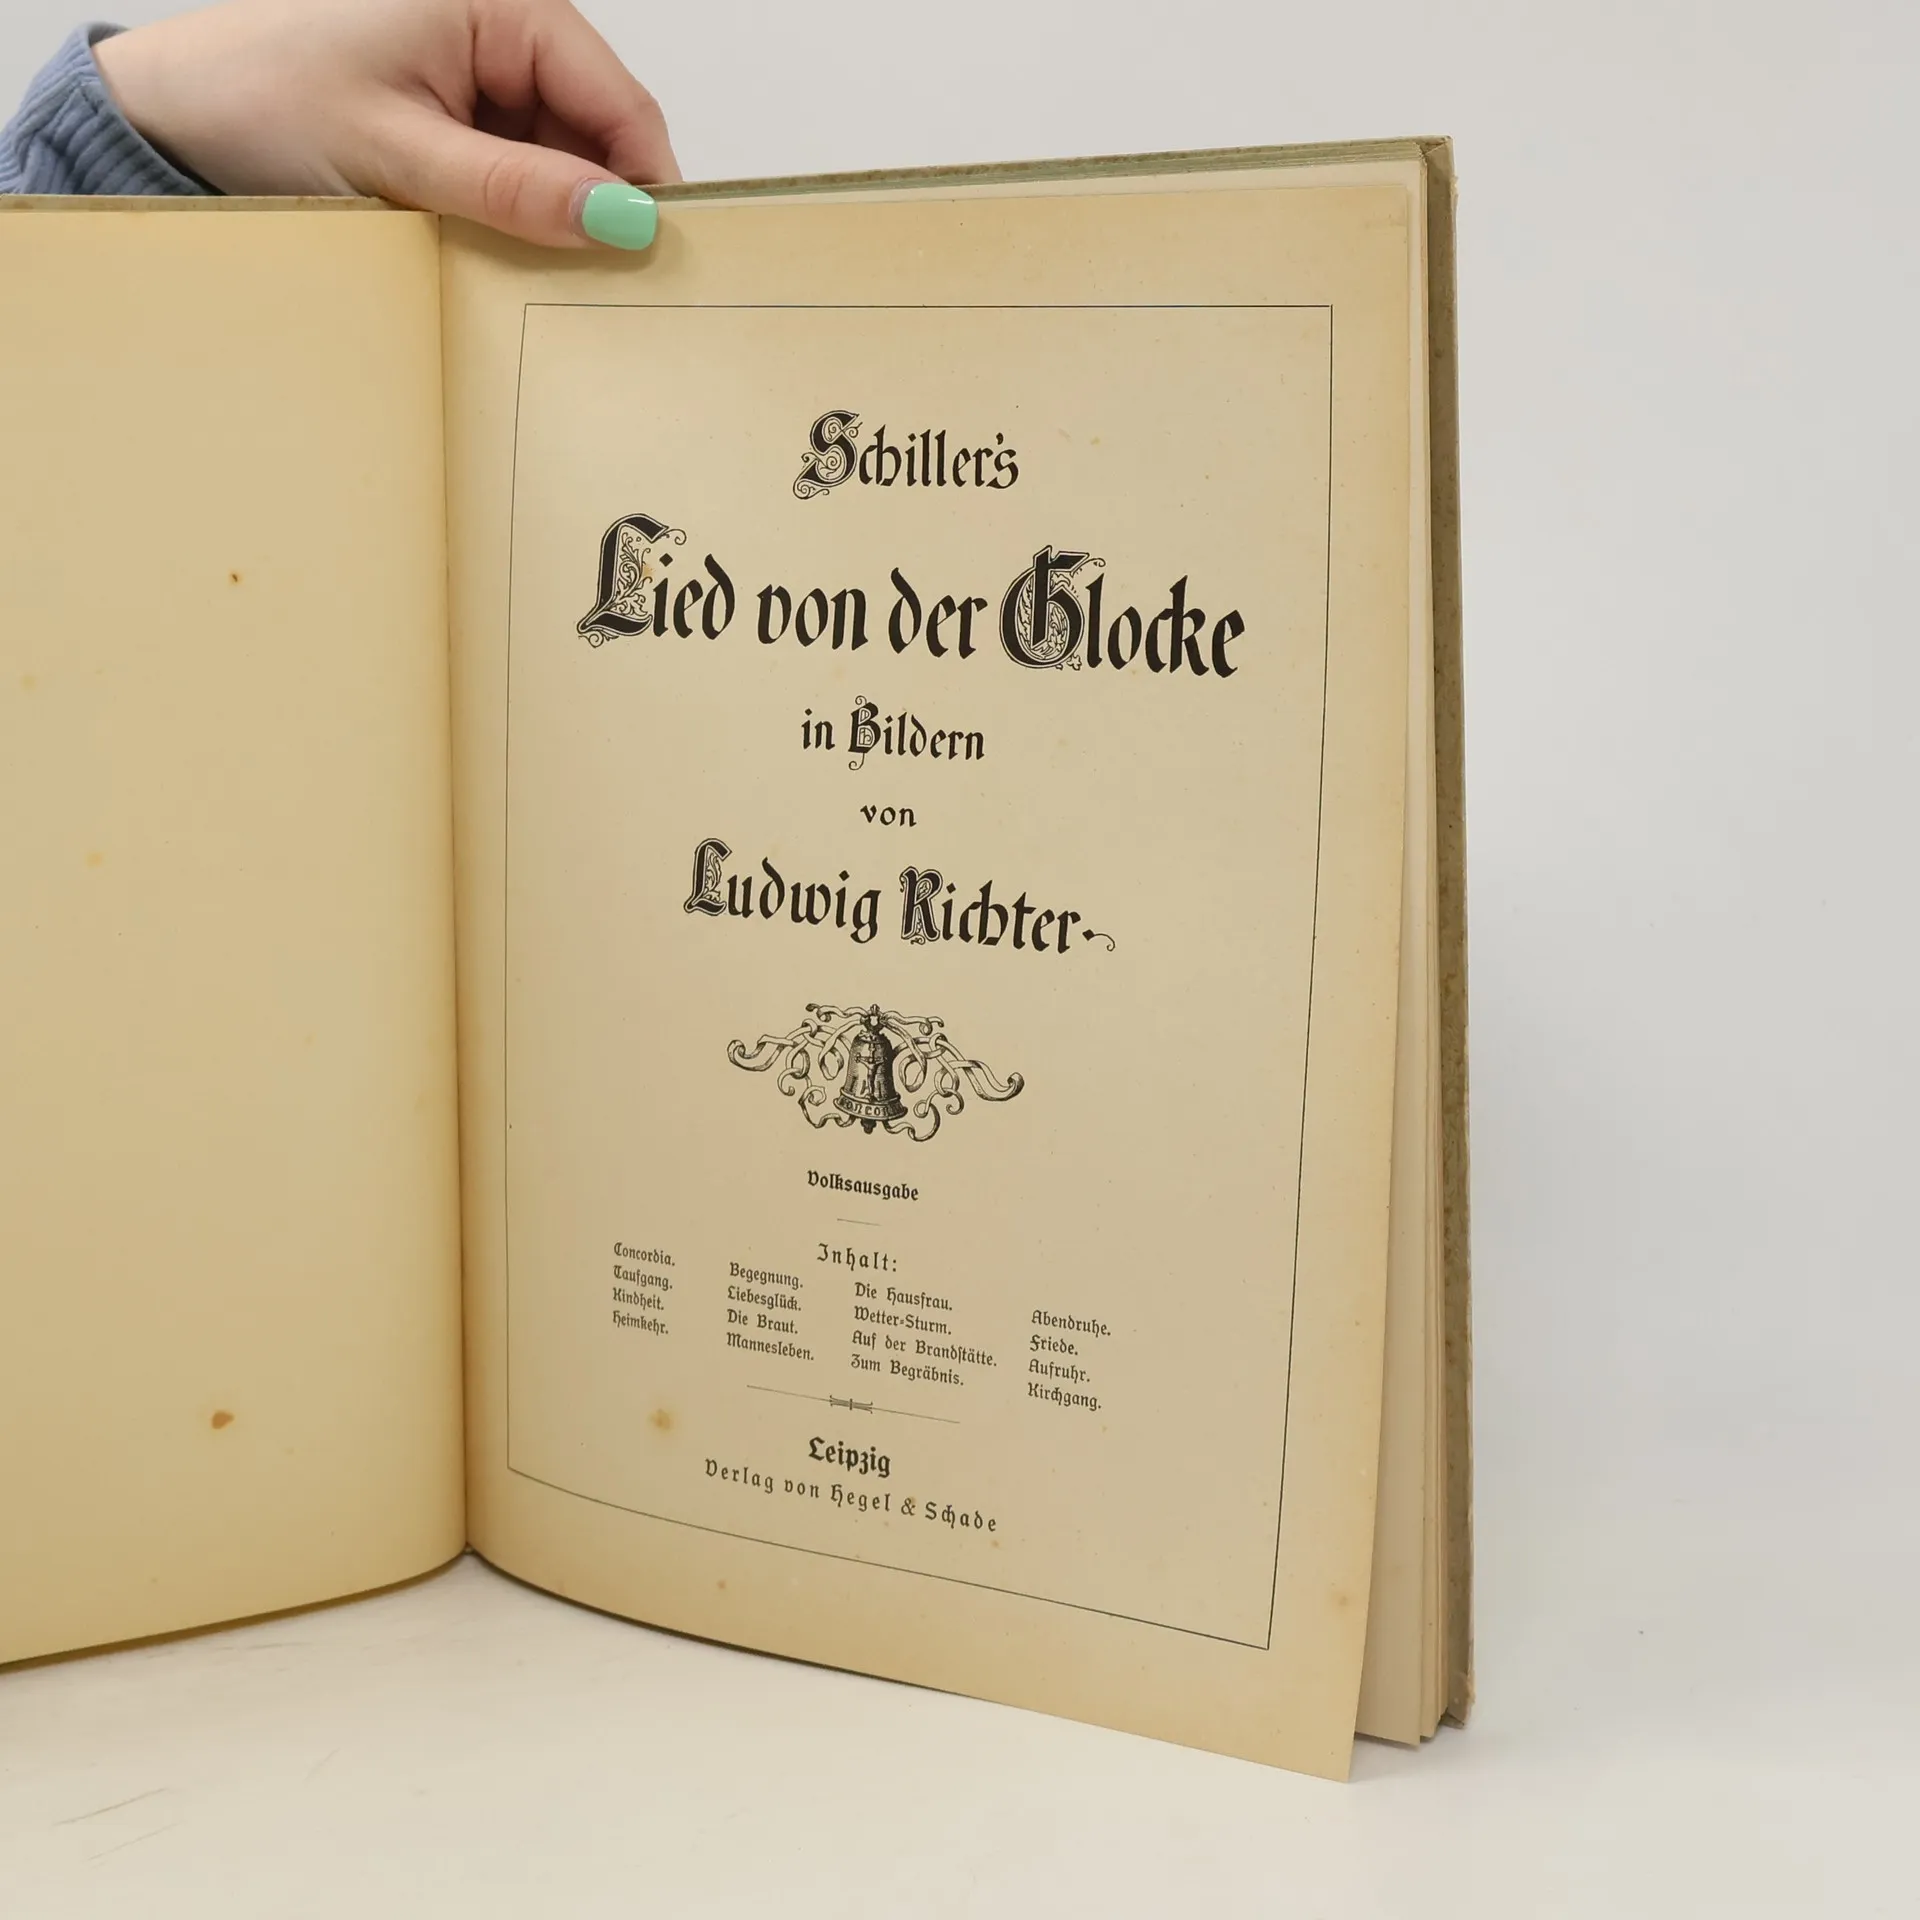 Schiller's
Lied von der Glocke
in Bildern
von
Ludwig Richter
CONCOR
Volksausgabe
Inhalt:
Concordia.
Taufgang.
Kindheit.
Heimkehr.
Begegnung.
Liebesglück.
Die Braut.
Mannesleben.
Die Hausfrau.
Wetter-Sturm.
Auf der Brandstätte.
Zum Begräbnis.
Abendruhe.
Friede.
Aufruhr.
Kirchgang.
Leipzig
Verlag von Hegel & Schade